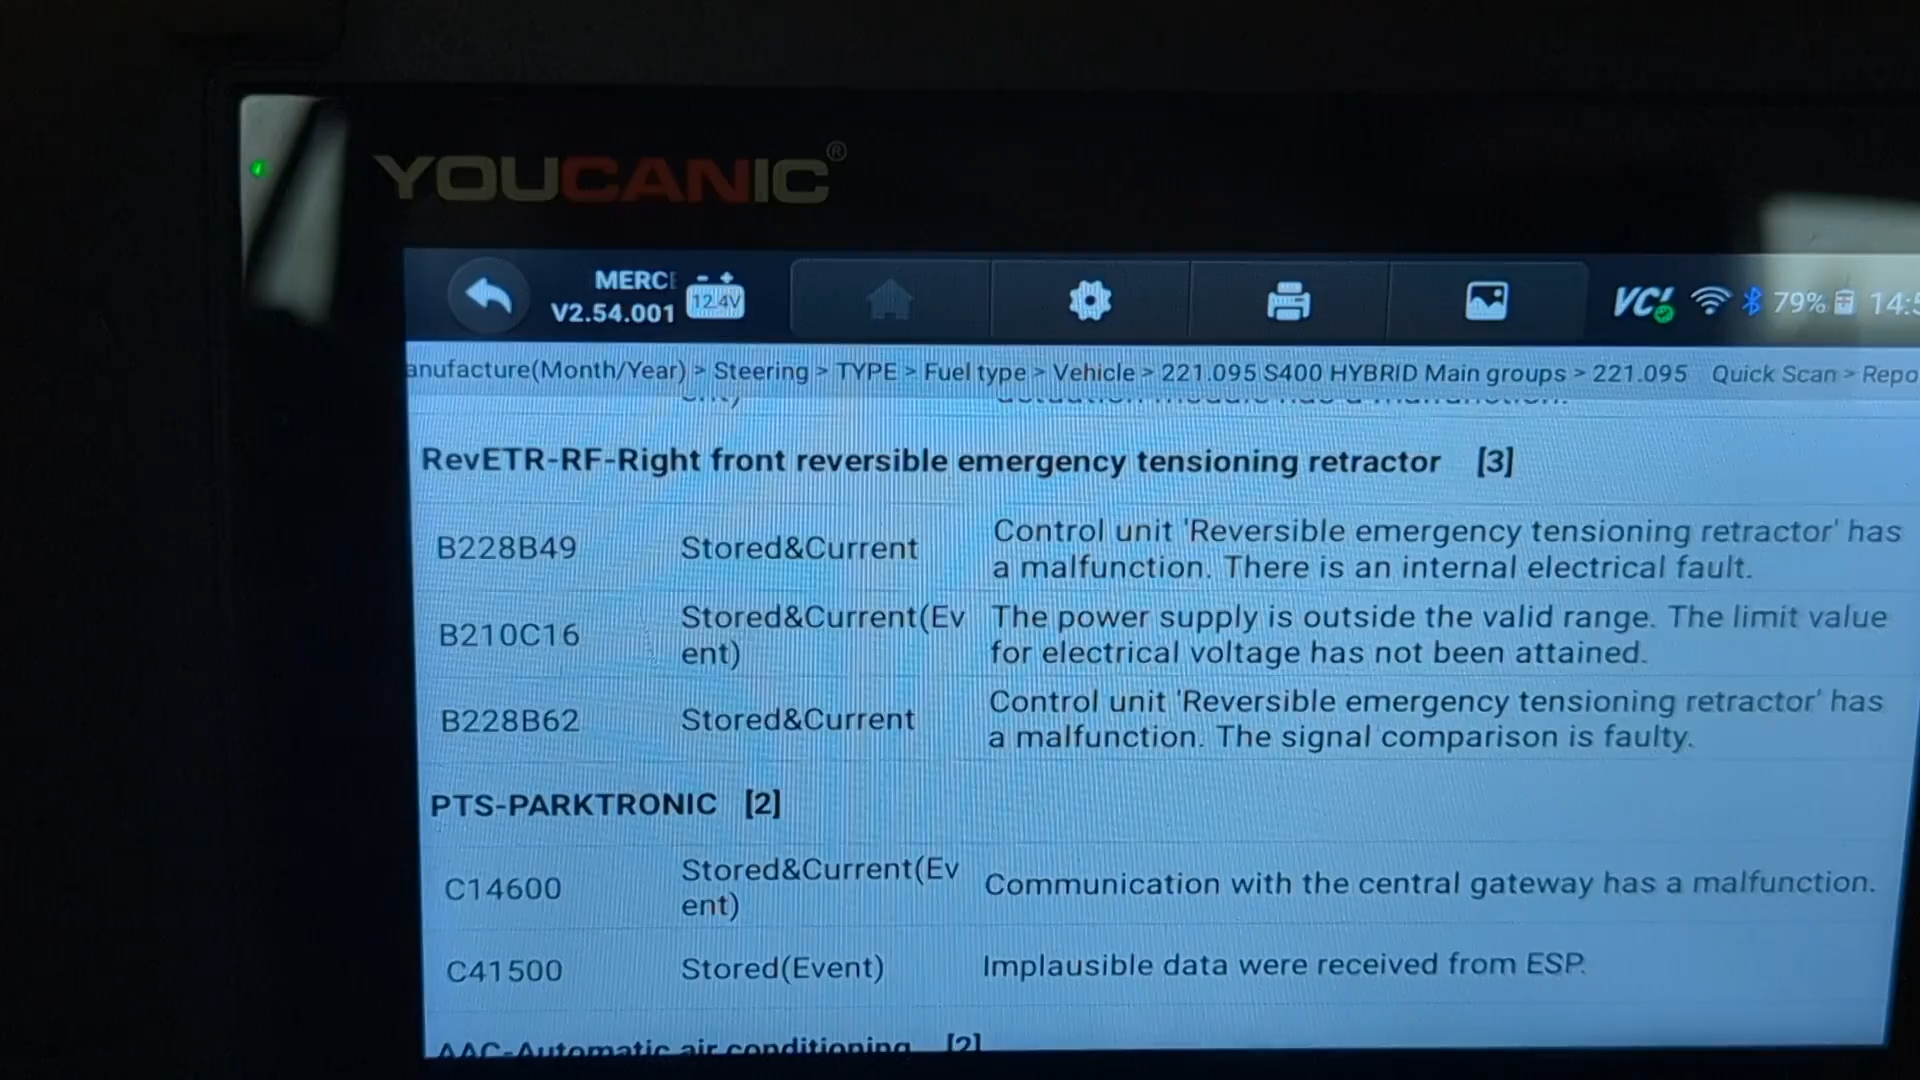 YOUCANIC®
MERC
12.4V
V2.54.001
VCI 79% 14:5
anufacture(Month/Year) > Steering > TYPE > Fuel type > Vehicle > 221.095 S400 HYBRID Main groups > 221.095 Quick Scan > Repo
RevETR-RF-Right front reversible emergency tensioning retractor [3]
B228B49 Stored&Current Control unit 'Reversible emergency tensioning retractor' has
a malfunction. There is an internal electrical fault.
B210C16 Stored&Current(Ev The power supply is outside the valid range. The limit value
ent) for electrical voltage has not been attained.
B228B62 Stored&Current Control unit 'Reversible emergency tensioning retractor' has
a malfunction. The signal comparison is faulty.
PTS-PARKTRONIC [2]
C14600 Stored&Current(Ev Communication with the central gateway has a malfunction.
ent)
C41500 Stored(Event) Implausible data were received from ESP.
AAC-Automatic air conditioning [2]